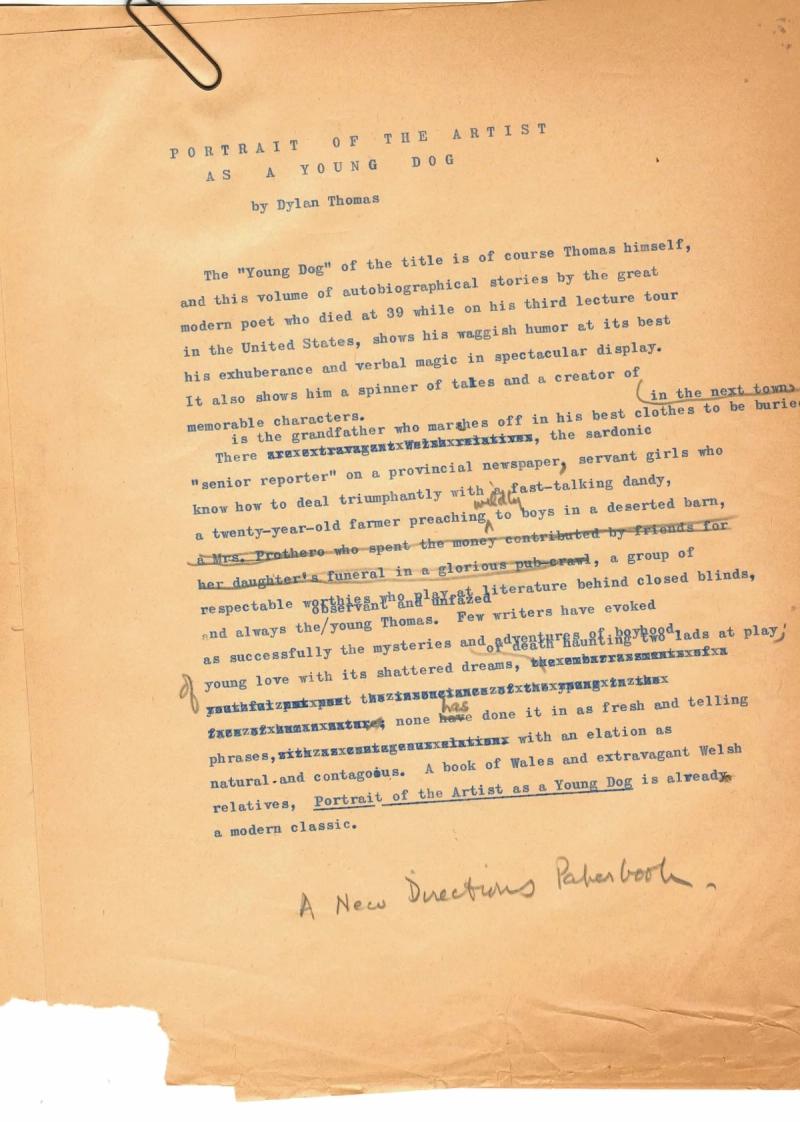 PORTRAIT OF THE ARTIST
AS A YOUNG DOG
by Dylan Thomas
The "Young Dog" of the title is of course Thomas himself,
and this volume of autobiographical stories by the great
modern poet who died at 39 while on his third lecture tour
in the United States, shows his waggish humor at its best
his exhuberance and verbal magic in spectacular display.
It also shows him a spinner of tales and a creator of
memorable characters.
in the next town,
is the grandfather who marches off in his best clothes to be buried
There arexextravagantxWelshxrelatives, the sardonic
"senior reporter" on a provincial newspaper, servant girls who
know how to deal triumphantly with a fast-talking dandy,
wildly
a twenty-year-old farmer preaching to boys in a deserted barn,
a Mrs. Prothero who spent the money contributed by friends for
her daughter's funeral in a glorious pub-crawl, a group of
respectable worthies who play at literature behind closed blinds,
observant and unfazed
and always the/young Thomas. Few writers have evoked
as successfully the mysteries and adventures of boyhood
of death haunting two lads at play;
of young love with its shattered dreams,
has
none have done it in as fresh and telling
phrases, with an elation as
natural and contagoius. A book of Wales and extravagant Welsh
relatives, Portrait of the Artist as a Young Dog is already
a modern classic.
A New Directions Paperbook.